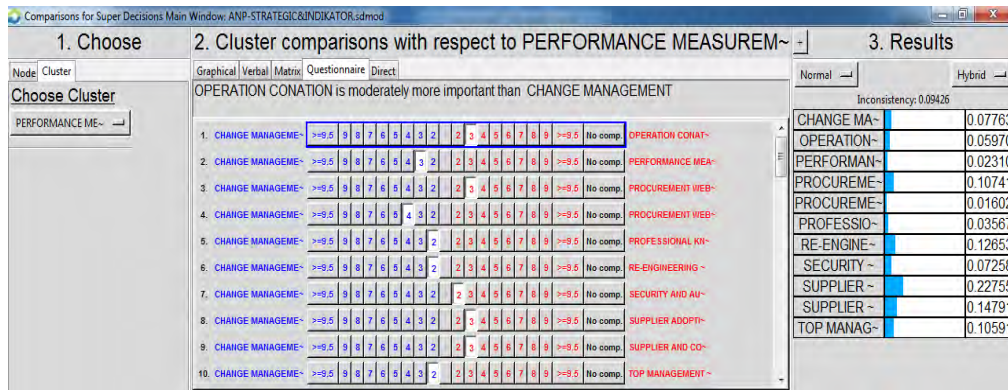 Comparisons for Super Decisions Main Window: ANP-STRATEGIC&INDIKATOR.sdmod
1. Choose
Node Cluster
Choose Cluster
PERFORMANCE ME~
2. Cluster comparisons with respect to PERFORMANCE MEASUREM~
Graphical Verbal Matrix Questionnaire Direct
OPERATION CONATION is moderately more important than CHANGE MANAGEMENT
1. CHANGE MANAGEME~ >=9.5 9 8 7 6 5 4 3 2 2 3 4 5 6 7 8 9 >=9.5 No comp. OPERATION CONAT~
2. CHANGE MANAGEME~ >=9.5 9 8 7 6 5 4 3 2 2 3 4 5 6 7 8 9 >=9.5 No comp. PERFORMANCE MEA~
3. CHANGE MANAGEME~ >=9.5 9 8 7 6 5 4 3 2 2 3 4 5 6 7 8 9 >=9.5 No comp. PROCUREMENT WEB~
4. CHANGE MANAGEME~ >=9.5 9 8 7 6 5 4 3 2 2 3 4 5 6 7 8 9 >=9.5 No comp. PROCUREMENT WEB~
5. CHANGE MANAGEME~ >=9.5 9 8 7 6 5 4 3 2 2 3 4 5 6 7 8 9 >=9.5 No comp. PROFESSIONAL KN~
6. CHANGE MANAGEME~ >=9.5 9 8 7 6 5 4 3 2 2 3 4 5 6 7 8 9 >=9.5 No comp. RE-ENGINEERING ~
7. CHANGE MANAGEME~ >=9.5 9 8 7 6 5 4 3 2 2 3 4 5 6 7 8 9 >=9.5 No comp. SECURITY AND AU~
8. CHANGE MANAGEME~ >=9.5 9 8 7 6 5 4 3 2 2 3 4 5 6 7 8 9 >=9.5 No comp. SUPPLIER ADOPTI~
9. CHANGE MANAGEME~ >=9.5 9 8 7 6 5 4 3 2 2 3 4 5 6 7 8 9 >=9.5 No comp. SUPPLIER AND CO~
10. CHANGE MANAGEME~ >=9.5 9 8 7 6 5 4 3 2 2 3 4 5 6 7 8 9 >=9.5 No comp. TOP MANAGEMENT ~
+ 3. Results
Normal Hybrid
Inconsistency: 0.09426
CHANGE MA~ 0.07763
OPERATION~ 0.05970
PERFORMAN~ 0.02310
PROCUREME~ 0.10741
PROCUREME~ 0.01602
PROFESSIO~ 0.03567
RE-ENGINE~ 0.12653
SECURITY ~ 0.07258
SUPPLIER ~ 0.22755
SUPPLIER ~ 0.14791
TOP MANAG~ 0.10591